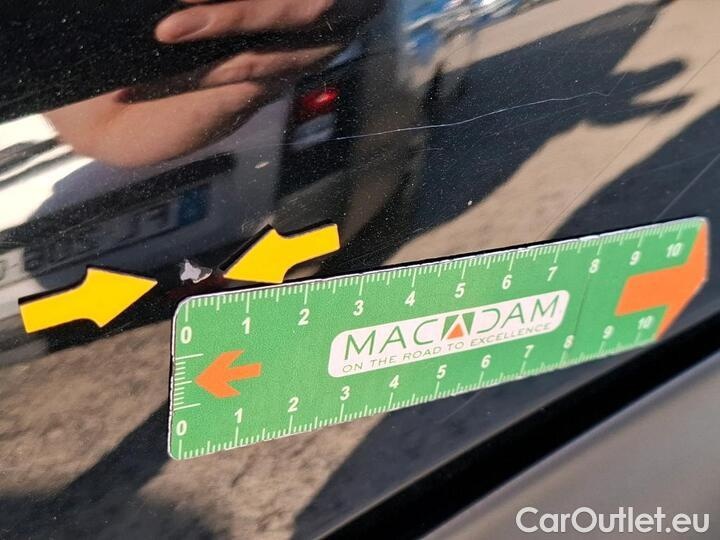 0 1 2 3 4 5 6 7 8 9 10
MACADAM
ON THE ROAD TO EXCELLENCE
0 1 2 3 4 5 6 7 8 9 10
CarOutlet.eu